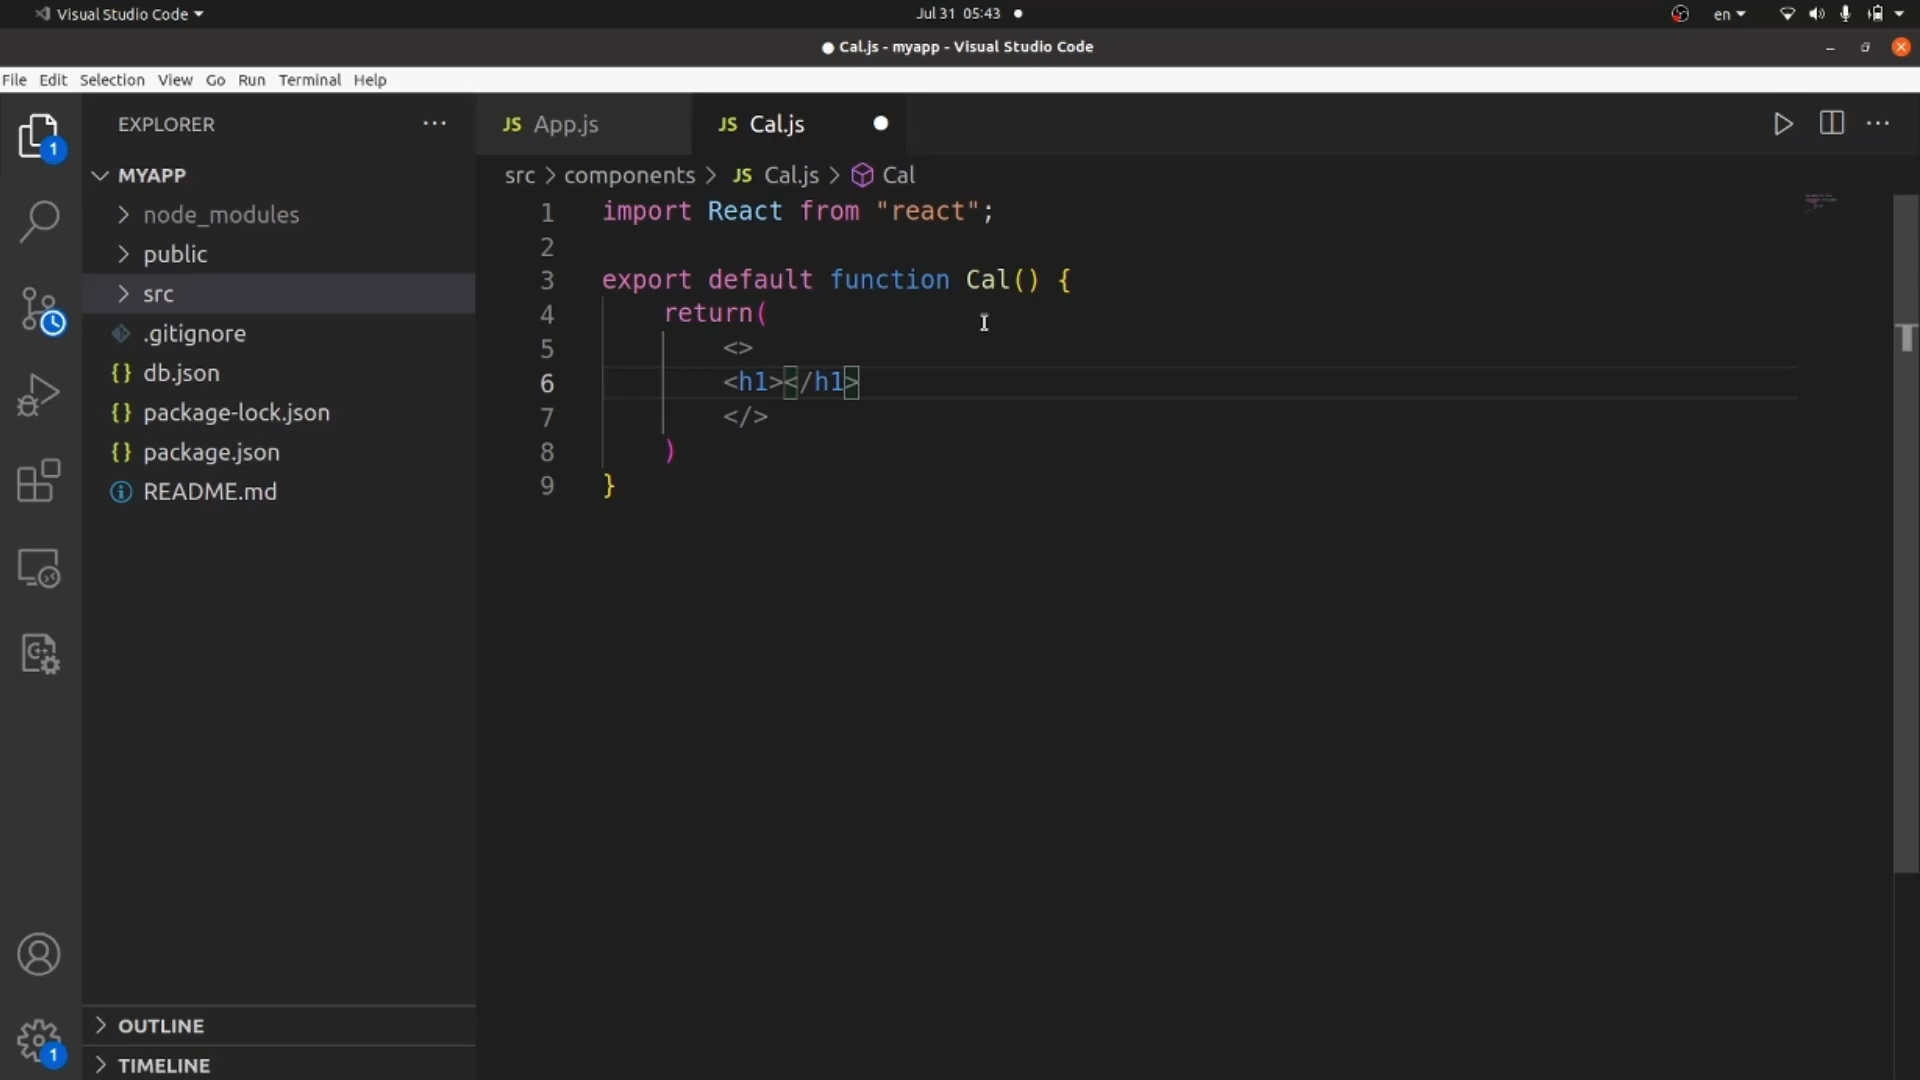 Visual Studio Code
Jul 31 05:43
en
Cal.js - myapp - Visual Studio Code
File Edit Selection View Go Run Terminal Help
1
EXPLORER
MYAPP
node_modules
public
src
.gitignore
{} db.json
{} package-lock.json
{} package.json
README.md
OUTLINE
TIMELINE
1
JS App.js
JS Cal.js
src > components > JS Cal.js > Cal
1 import React from "react";
2
3 export default function Cal() {
4 return(
5 <>
6 <h1></h1>
7 </>
8 )
9 }